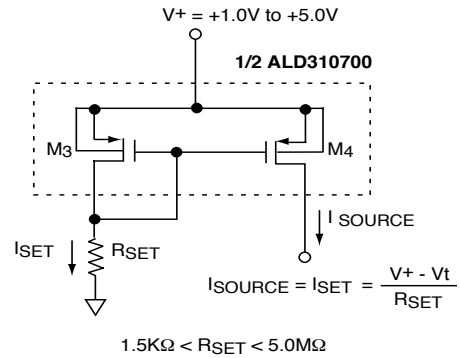 V+ = +1.0V to +5.0V
1/2 ALD310700
M3
M4
ISET
RSET
I SOURCE
ISOURCE = ISET = V+ - Vt
RSET
1.5KΩ < RSET < 5.0MΩ